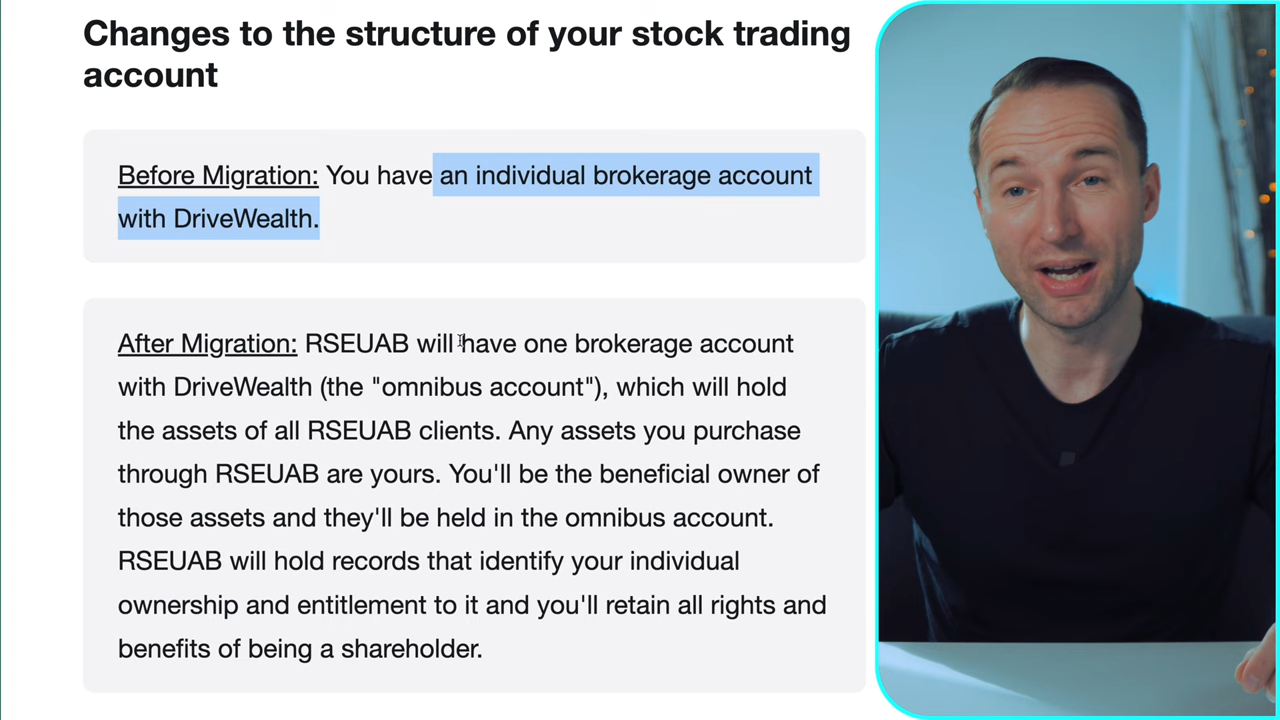 Changes to the structure of your stock trading
account
Before Migration: You have an individual brokerage account
with DriveWealth.
After Migration: RSEUAB will have one brokerage account
with DriveWealth (the "omnibus account"), which will hold
the assets of all RSEUAB clients. Any assets you purchase
through RSEUAB are yours. You'll be the beneficial owner of
those assets and they'll be held in the omnibus account.
RSEUAB will hold records that identify your individual
ownership and entitlement to it and you'll retain all rights and
benefits of being a shareholder.